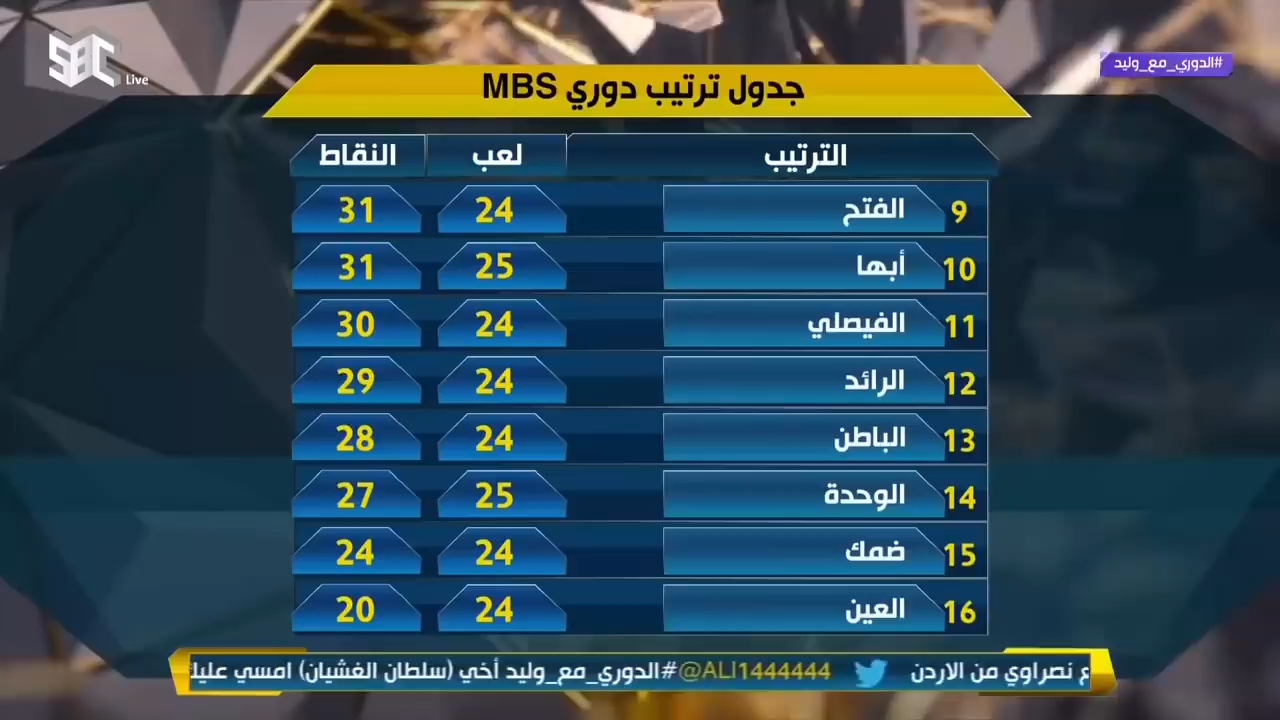 SBC Live
#الدوري_مع_وليد
جدول ترتيب دوري MBS
الترتيب لعب النقاط
9 الفتح 24 31
10 أبها 25 31
11 الفيصلي 24 30
12 الرائد 24 29
13 الباطن 24 28
14 الوحدة 25 27
15 ضمك 24 24
16 العين 24 20
ع نصراوي من الاردن @ALI1444444 #الدوري_مع_وليد أخي (سلطان الغشيان) امسي عليك